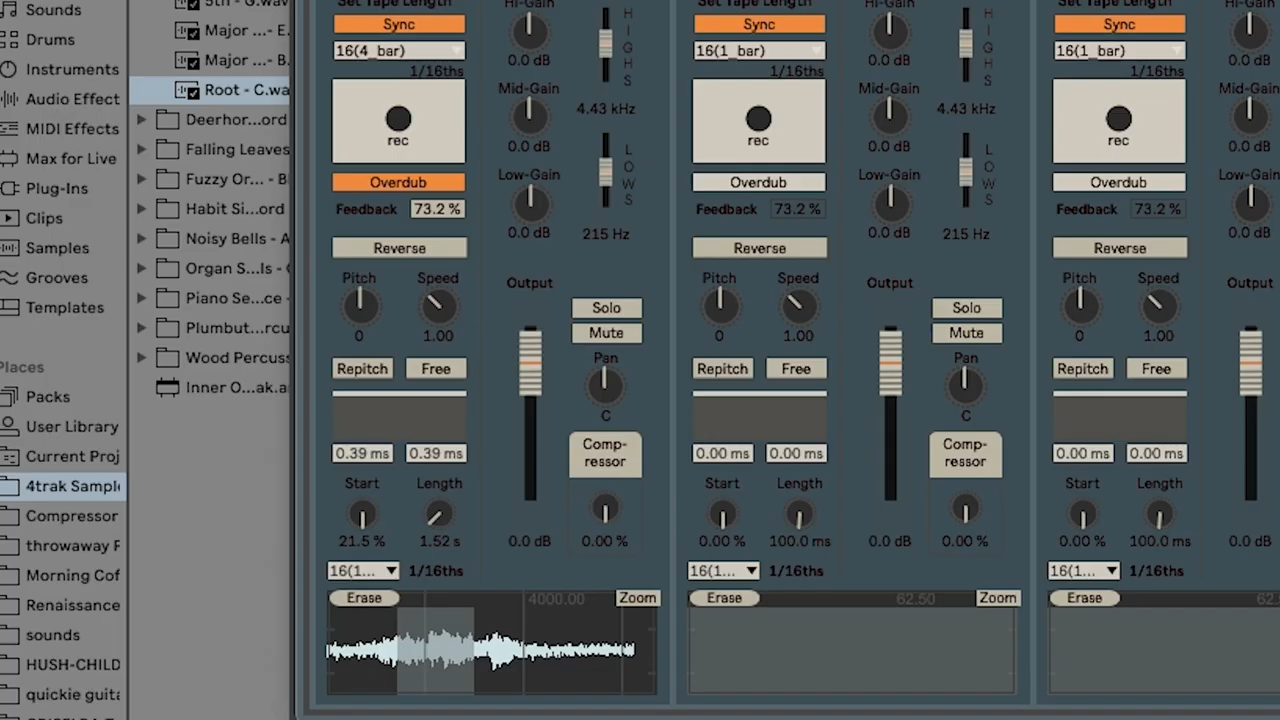 Sounds
Drums
Instruments
Audio Effect
MIDI Effects
Max for Live
Plug-Ins
Clips
Samples
Grooves
Templates
Places
Packs
User Library
Current Proj
4trak Sample
Compressor
throwaway F
Morning Cof
Renaissance
sounds
HUSH-CHILD
quickie guita
5th - G.wav
Major ...- E.
Major ...- B.
Root - C.wa
Deerhor...ord
Falling Leaves
Fuzzy Or... - B
Habit Si...ord
Noisy Bells - A
Organ S...ls -
Piano Se...ce -
Plumbut...rcu
Wood Percuss
Inner O...ak.a
Set Tape Length
Sync
16(4_bar)
1/16ths
rec
Overdub
Feedback 73.2 %
Reverse
Pitch Speed
0 1.00
Repitch Free
0.39 ms 0.39 ms
Start Length
21.5 % 1.52 s
16(1... 1/16ths
Erase 4000.00 Zoom
Hi-Gain
0.0 dB
Mid-Gain
0.0 dB
Low-Gain
0.0 dB
HIGHS
4.43 kHz
LOWS
215 Hz
Output
Solo
Mute
Pan
C
Comp-
ressor
0.0 dB 0.00 %
Set Tape Length
Sync
16(1_bar)
1/16ths
rec
Overdub
Feedback 73.2 %
Reverse
Pitch Speed
0 1.00
Repitch Free
0.00 ms 0.00 ms
Start Length
0.00 % 100.0 ms
16(1... 1/16ths
Erase 62.50 Zoom
Hi-Gain
0.0 dB
Mid-Gain
0.0 dB
Low-Gain
0.0 dB
HIGHS
4.43 kHz
LOWS
215 Hz
Output
Solo
Mute
Pan
C
Comp-
ressor
0.0 dB 0.00 %
Set Tape Length
Sync
16(1_bar)
1/16ths
rec
Overdub
Feedback 73.2 %
Reverse
Pitch Speed
0 1.00
Repitch Free
0.00 ms 0.00 ms
Start Length
0.00 % 100.0 ms
16(1... 1/16ths
Erase 62.
Hi-Gain
0.0 dB
Mid-Gain
0.0 dB
Low-Gain
0.0 dB
Output
0.0 dB